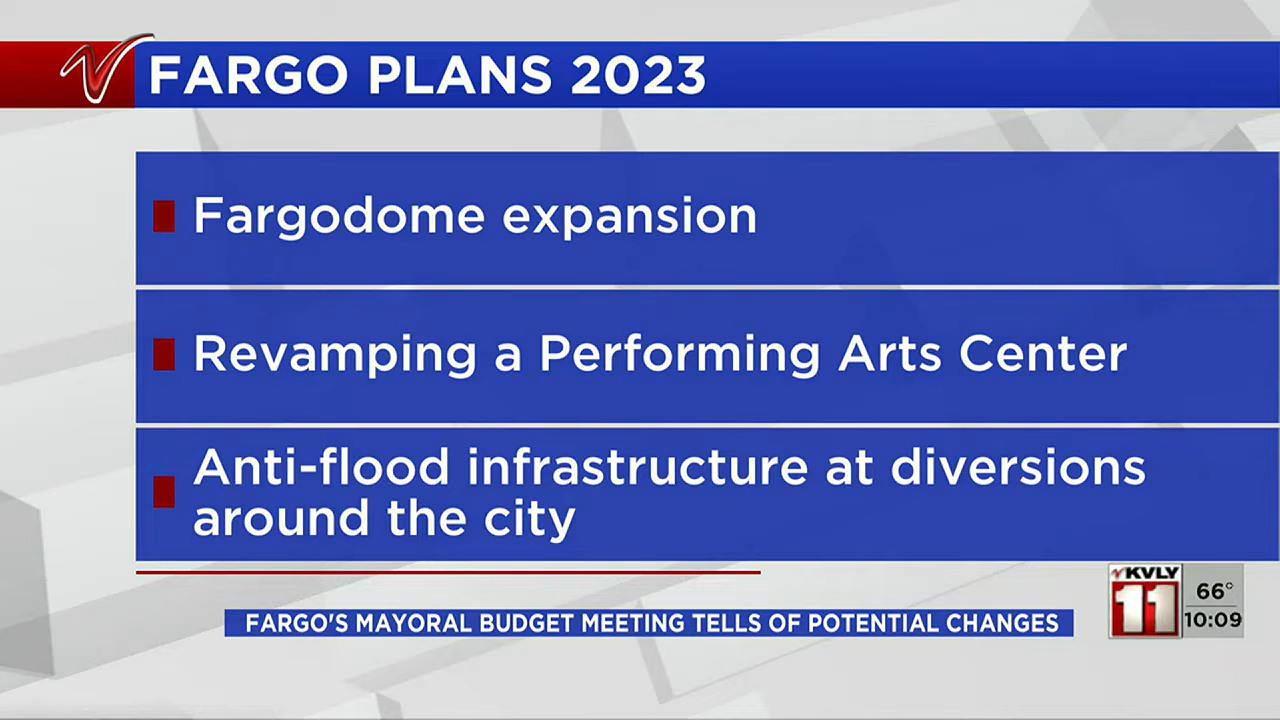 FARGO PLANS 2023
Fargodome expansion
Revamping a Performing Arts Center
Anti-flood infrastructure at diversions
around the city
FARGO'S MAYORAL BUDGET MEETING TELLS OF POTENTIAL CHANGES
KVLY
11
66°
10:09